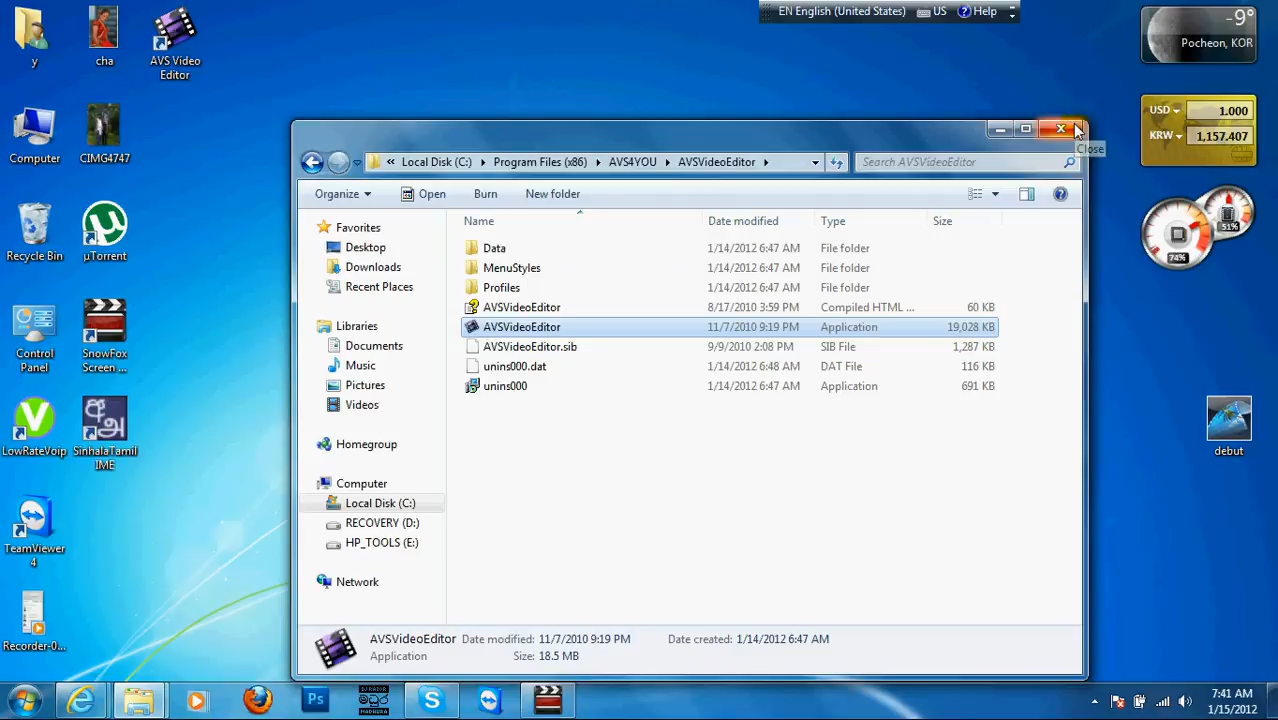 EN English (United States) US Help
-9°
Pocheon, KOR
USD 1.000
KRW 1,157.407
51%
74%
y
cha
AVS Video
Editor
Computer
CIMG4747
Recycle Bin
µTorrent
Control
Panel
SnowFox
Screen ...
LowRateVoip
SinhalaTamil
IME
TeamViewer
4
Recorder-0...
debut
Close
« Local Disk (C:) Program Files (x86) AVS4YOU AVSVideoEditor
Search AVSVideoEditor
Organize Open Burn New folder
Name Date modified Type Size
Data 1/14/2012 6:47 AM File folder
MenuStyles 1/14/2012 6:47 AM File folder
Profiles 1/14/2012 6:47 AM File folder
AVSVideoEditor 8/17/2010 3:59 PM Compiled HTML ... 60 KB
AVSVideoEditor 11/7/2010 9:19 PM Application 19,028 KB
AVSVideoEditor.sib 9/9/2010 2:08 PM SIB File 1,287 KB
unins000.dat 1/14/2012 6:48 AM DAT File 116 KB
unins000 1/14/2012 6:47 AM Application 691 KB
Favorites
Desktop
Downloads
Recent Places
Libraries
Documents
Music
Pictures
Videos
Homegroup
Computer
Local Disk (C:)
RECOVERY (D:)
HP_TOOLS (E:)
Network
AVSVideoEditor Date modified: 11/7/2010 9:19 PM Date created: 1/14/2012 6:47 AM
Application Size: 18.5 MB
Ps
7:41 AM
1/15/2012